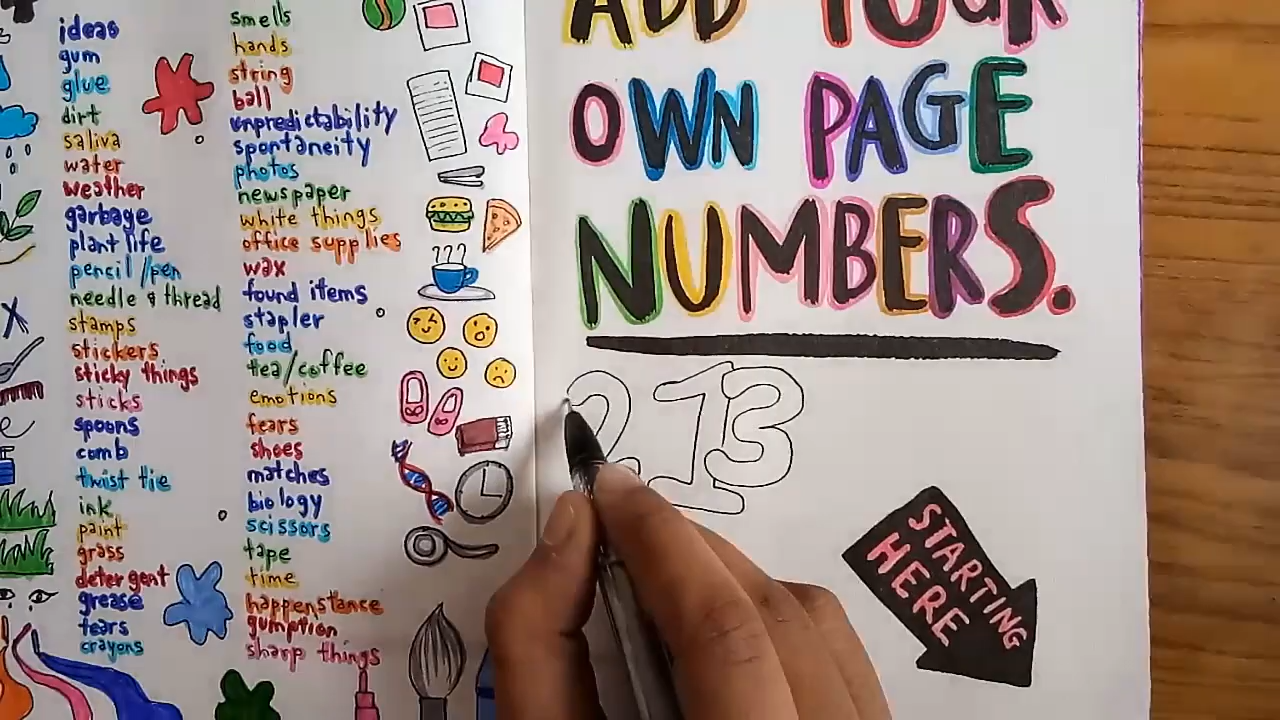 ideas
gum
glue
dirt
saliva
water
weather
garbage
plant life
pencil/pen
needle & thread
stamps
stickers
sticky things
sticks
spoons
comb
twist tie
ink
paint
grass
detergent
grease
tears
crayons
smells
hands
string
ball
unpredictability
spontaneity
photos
newspaper
white things
office supplies
wax
found items
stapler
food
tea/coffee
emotions
fears
shoes
matches
biology
scissors
tape
time
happenstance
gumption
sharp things
ADD YOUR
OWN PAGE
NUMBERS.
213
STARTING
HERE